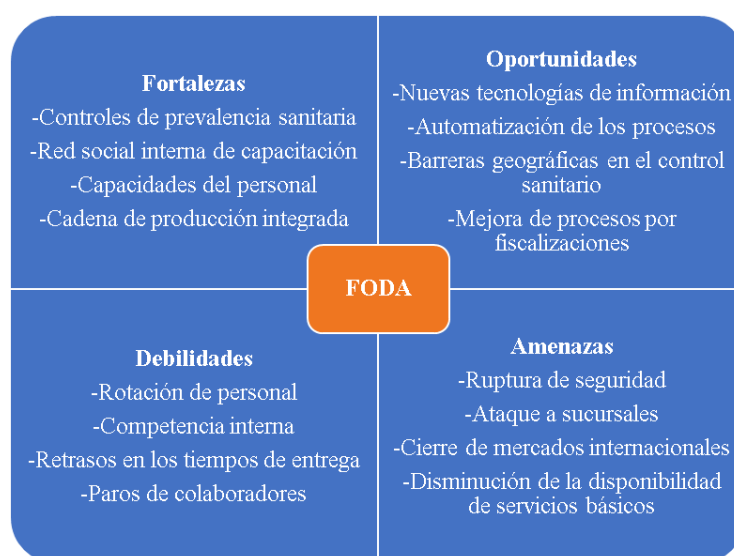 Fortalezas
-Controles de prevalencia sanitaria
-Red social interna de capacitación
-Capacidades del personal
-Cadena de producción integrada
Oportunidades
-Nuevas tecnologías de información
-Automatización de los procesos
-Barreras geográficas en el control
sanitario
-Mejora de procesos por
fiscalizaciones
FODA
Debilidades
-Rotación de personal
-Competencia interna
-Retrasos en los tiempos de entrega
-Paros de colaboradores
Amenazas
-Ruptura de seguridad
-Ataque a sucursales
-Cierre de mercados internacionales
-Disminución de la disponibilidad
de servicios básicos